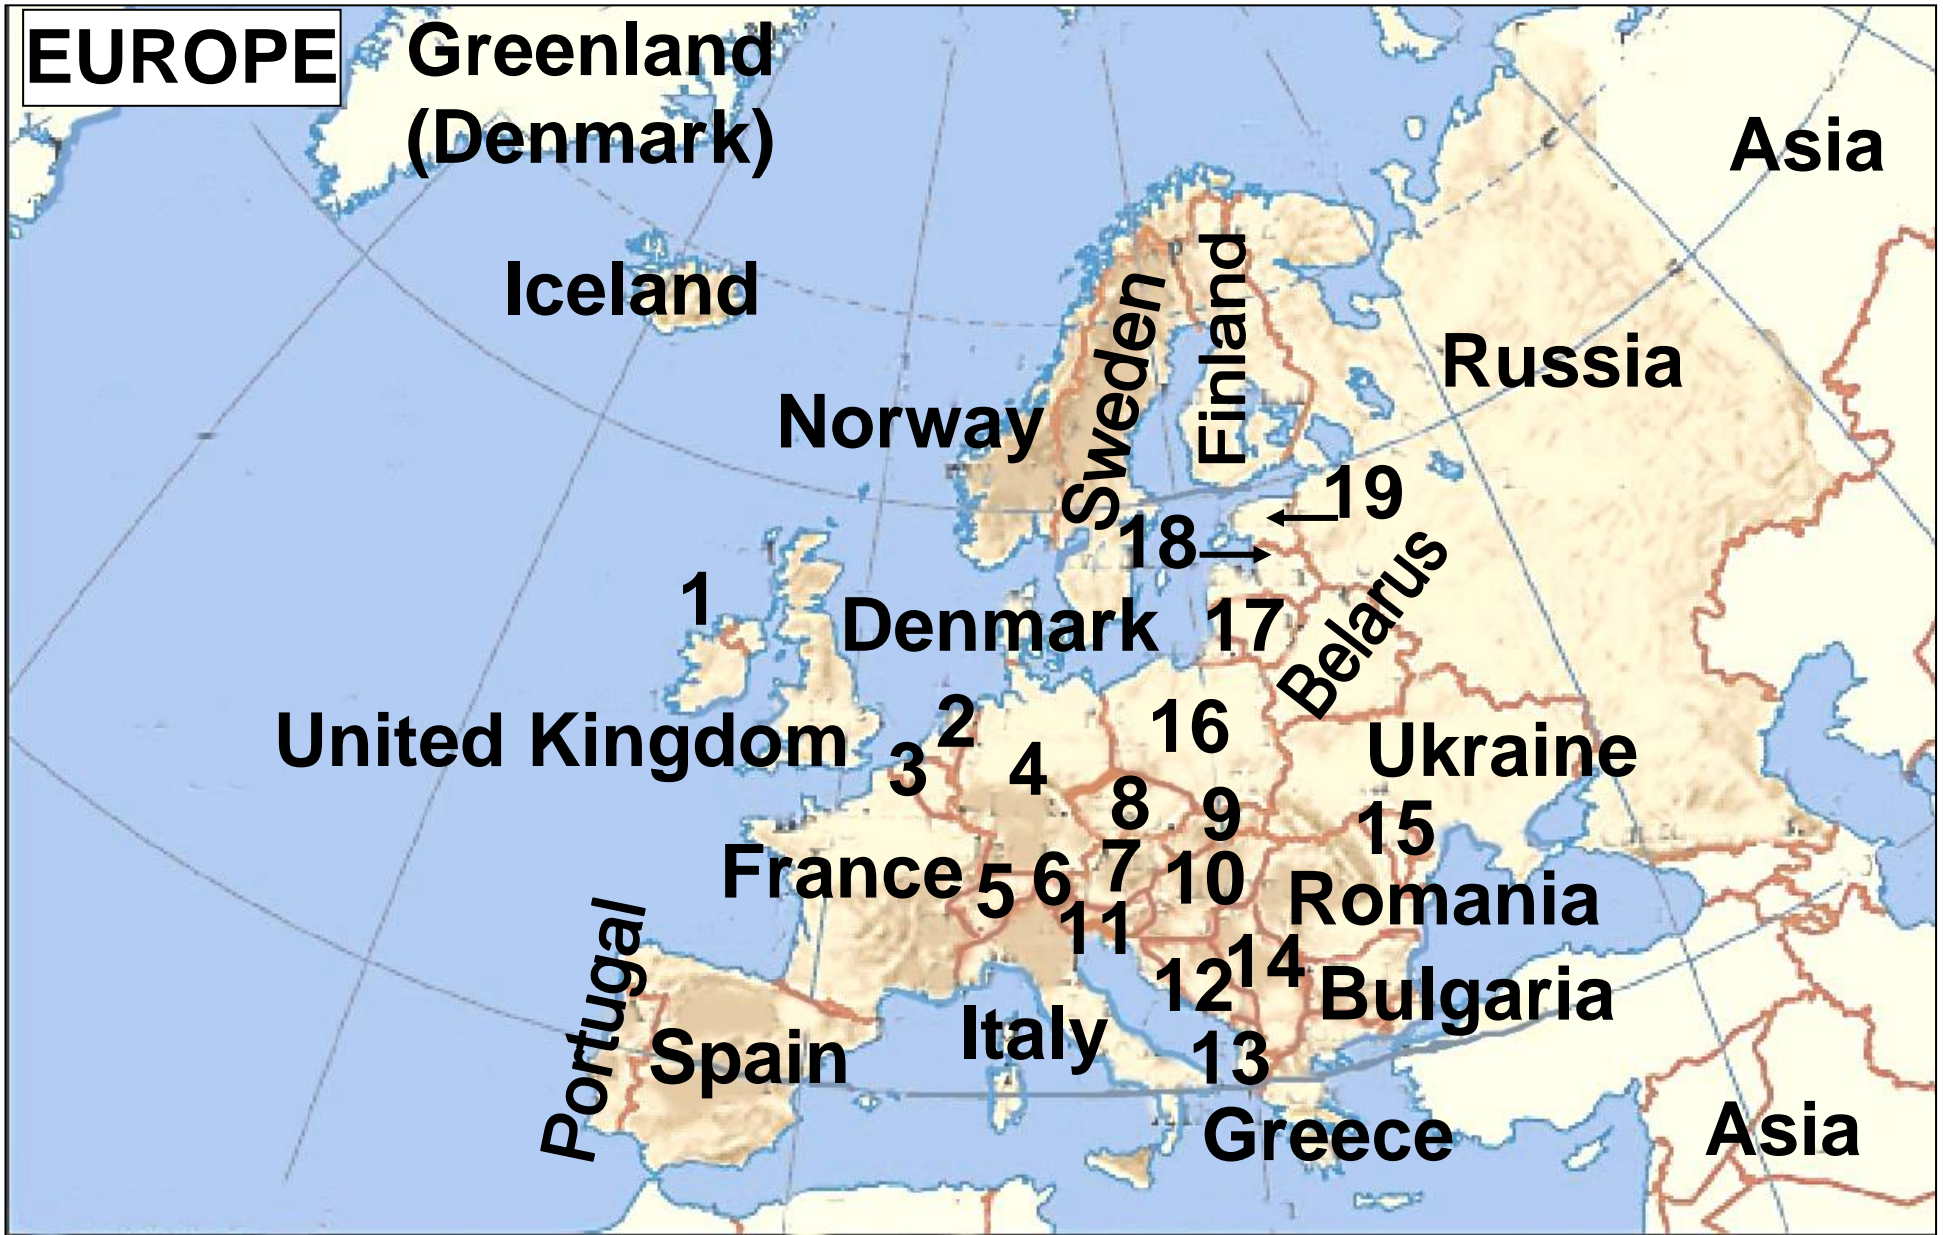 EUROPE
Greenland
(Denmark)
Asia
Iceland
Sweden
Finland
Russia
Norway
19
18
Belarus
1
Denmark
17
2
16
United Kingdom
3
4
Ukraine
8
9
15
France
5
6
7
10
Romania
11
Portugal
14
12
Bulgaria
Italy
Spain
13
Greece
Asia